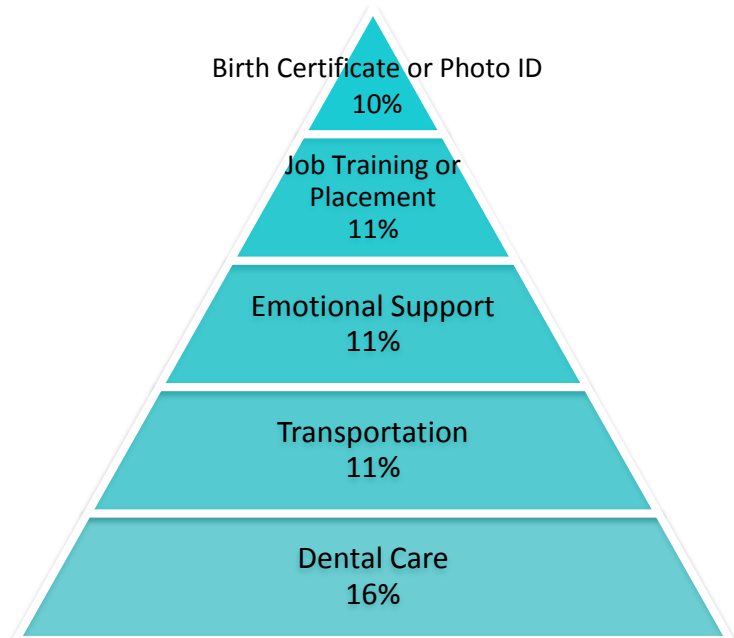 Birth Certificate or Photo ID
10%
Job Training or
Placement
11%
Emotional Support
11%
Transportation
11%
Dental Care
16%